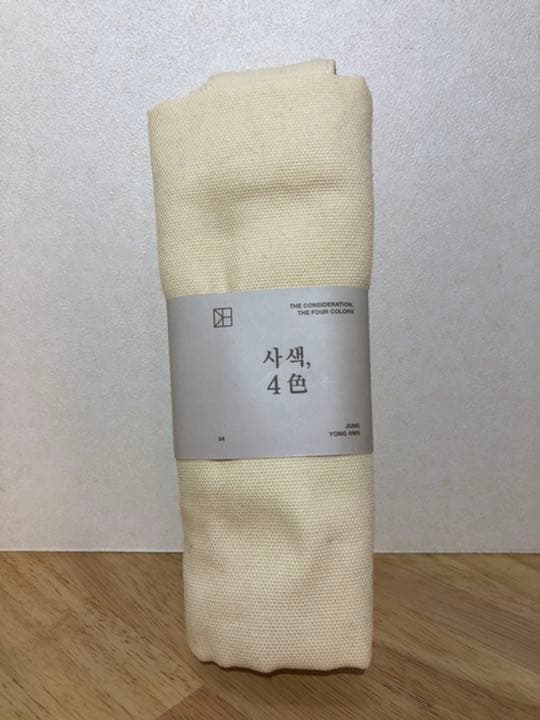 THE CONSIDERATION,
THE FOUR COLORS
사색,
4色
04
JUNG
YONG HWA